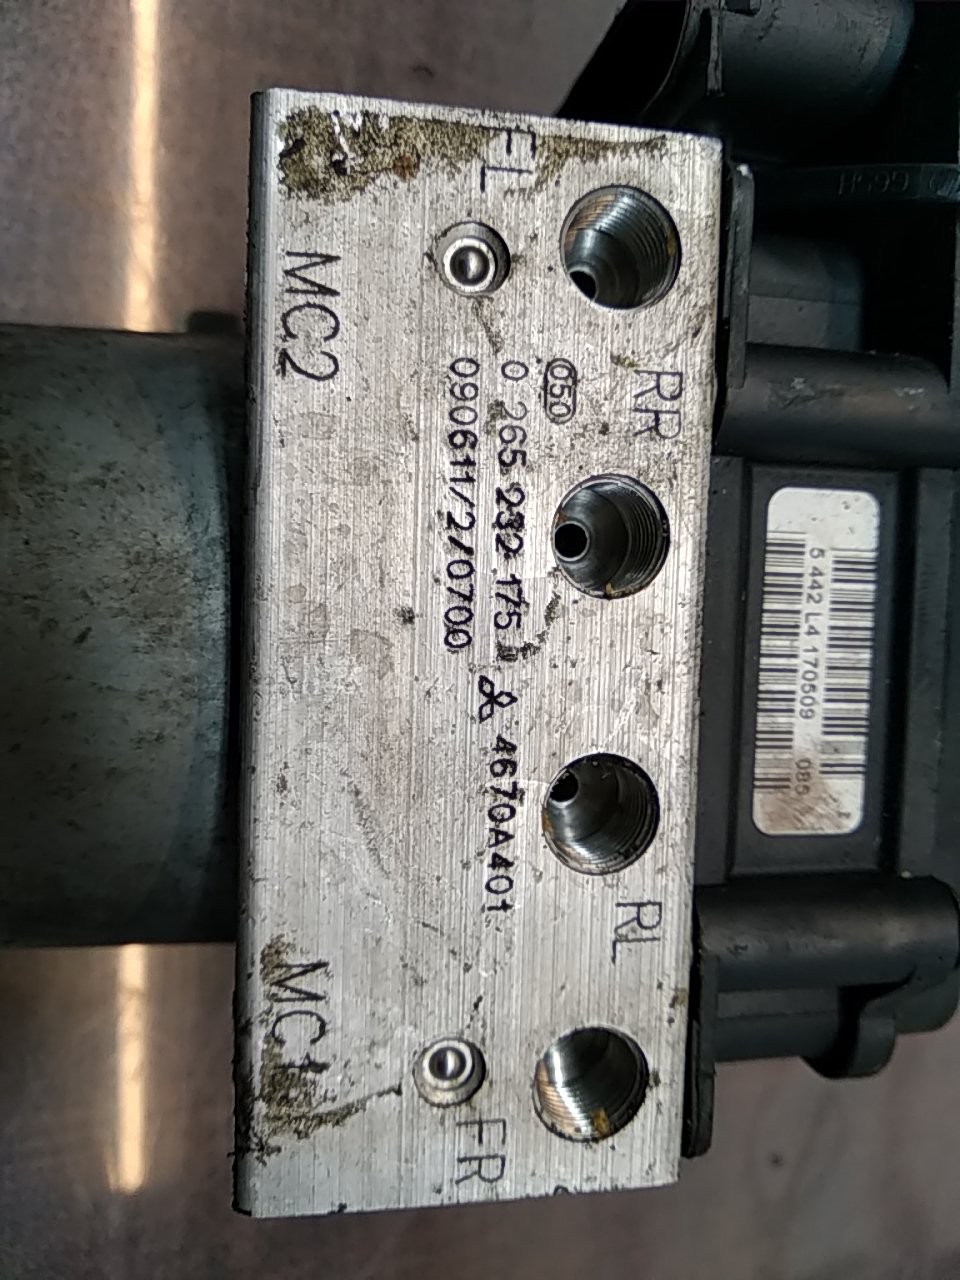 FL
RR
RL
FR
050
0 265 232 175
4670A401
090611/2/0700
MC2
MC1
5 442 L4 170509
085